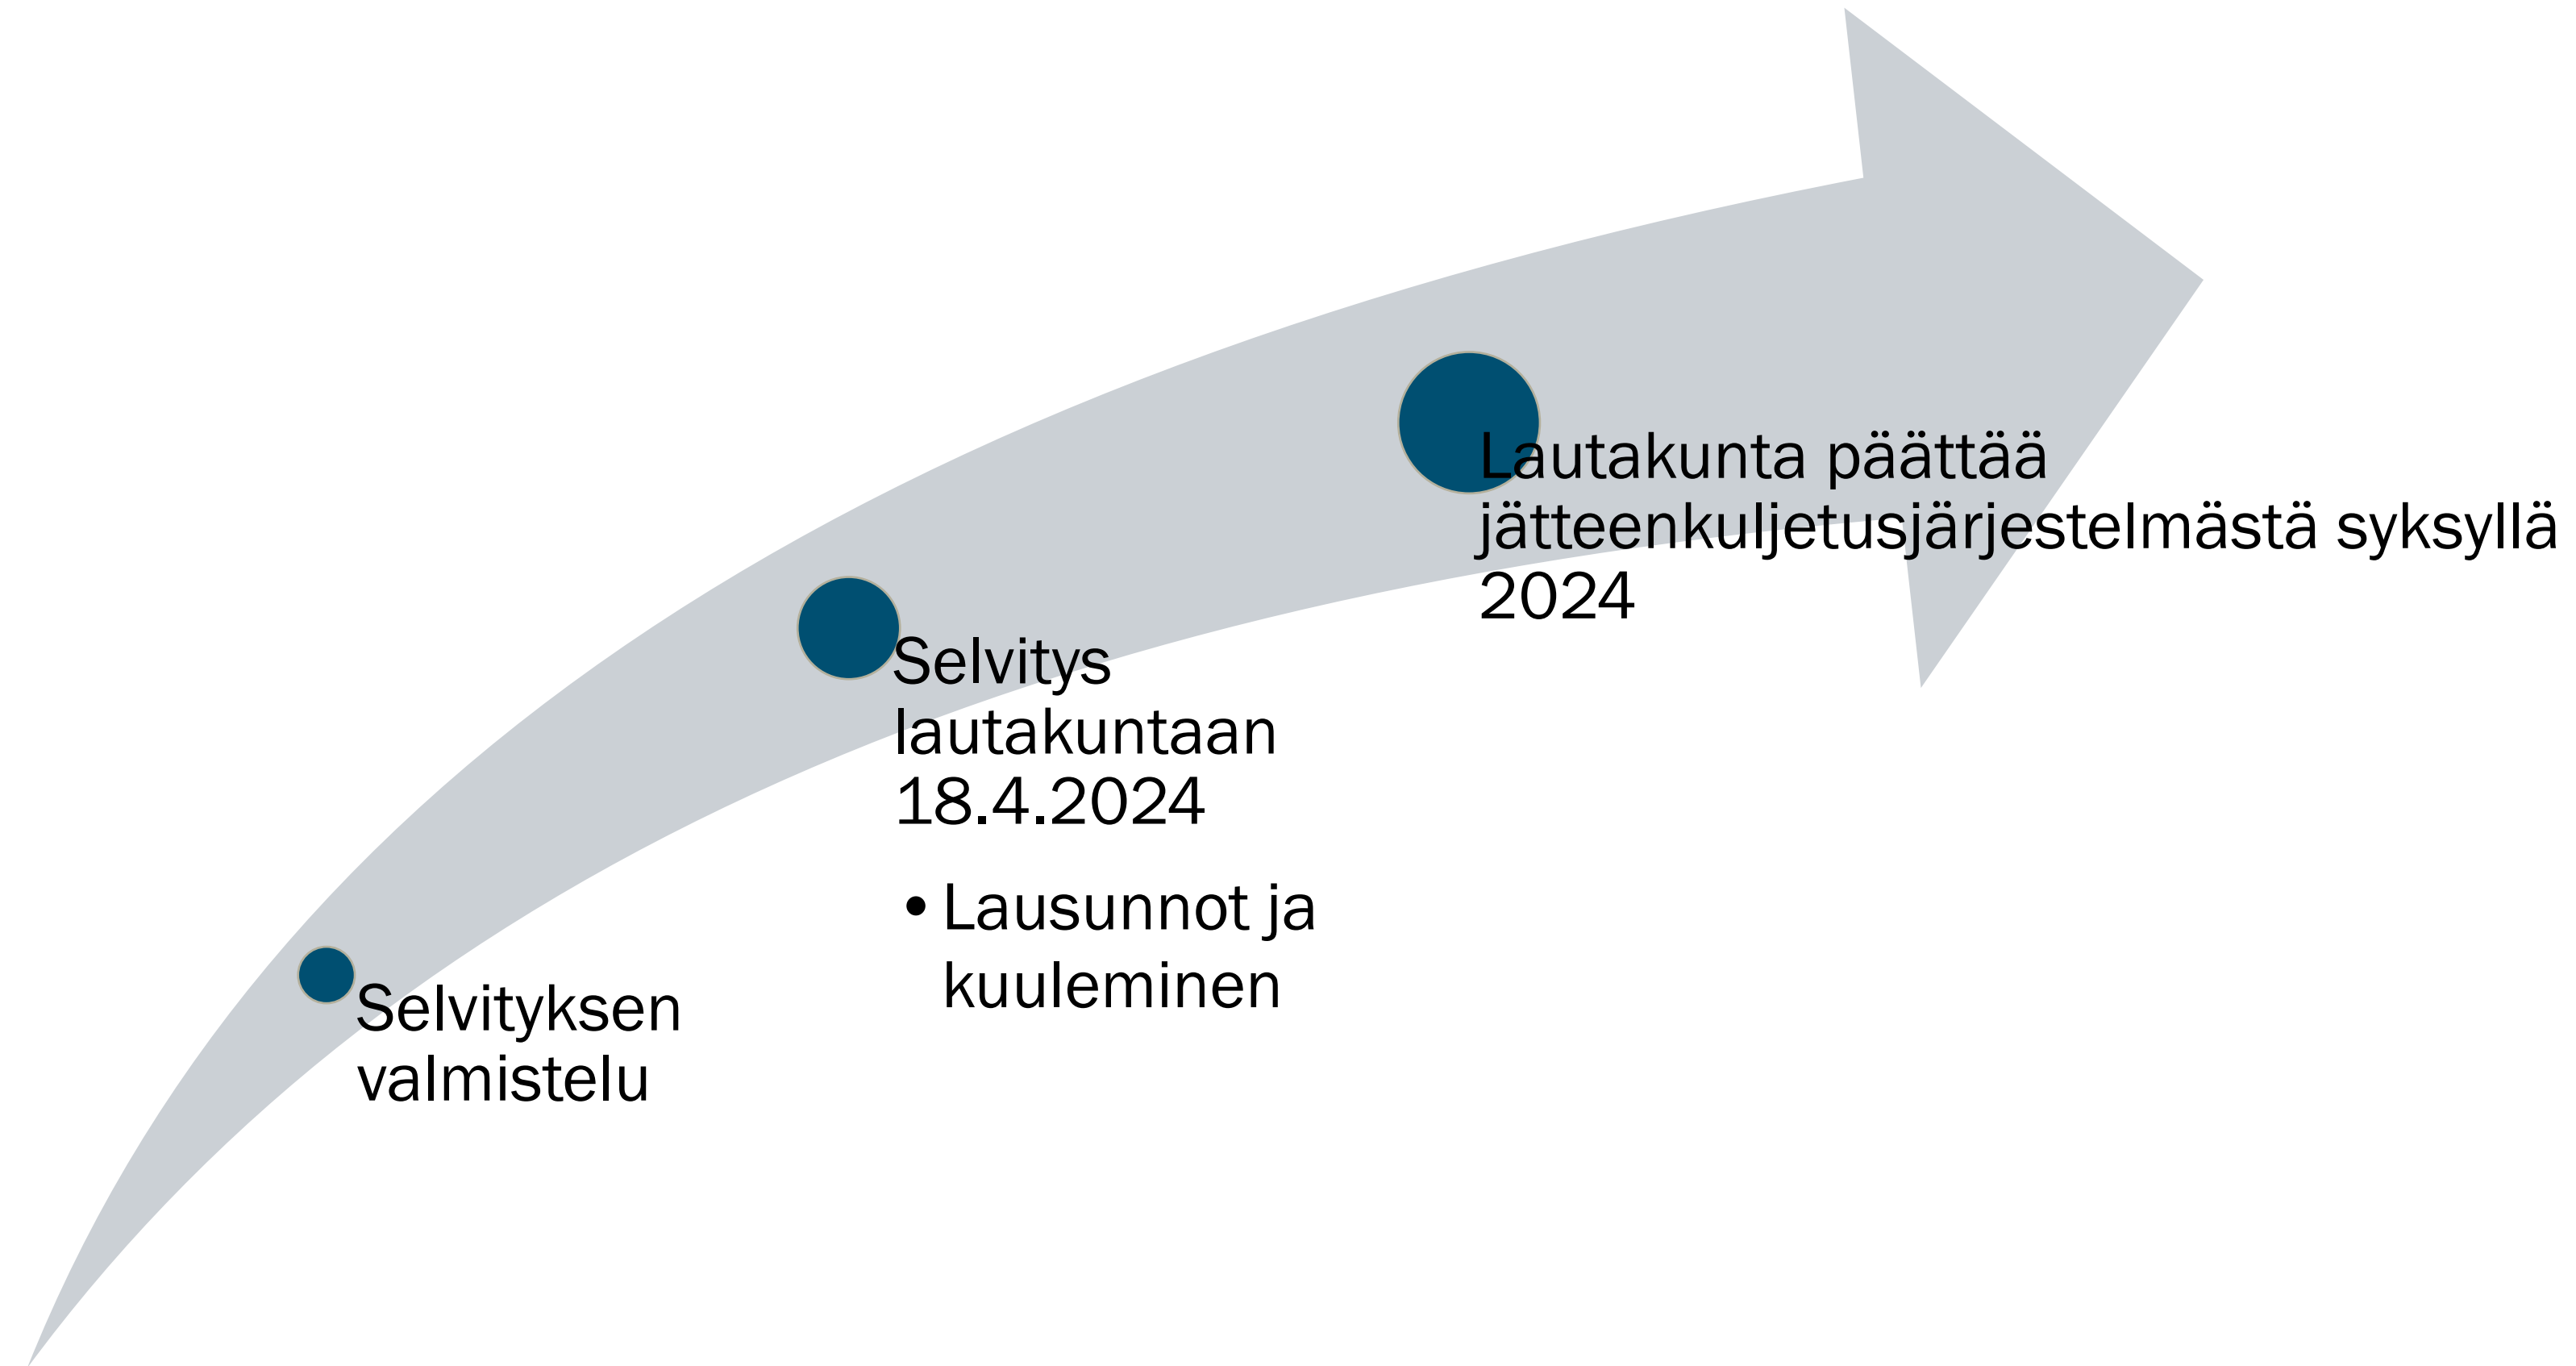 Selvityksen
valmistelu
Selvitys
lautakuntaan
18.4.2024
• Lausunnot ja
kuuleminen
Lautakunta päättää
jätteenkuljetusjärjestelmästä syksyllä
2024